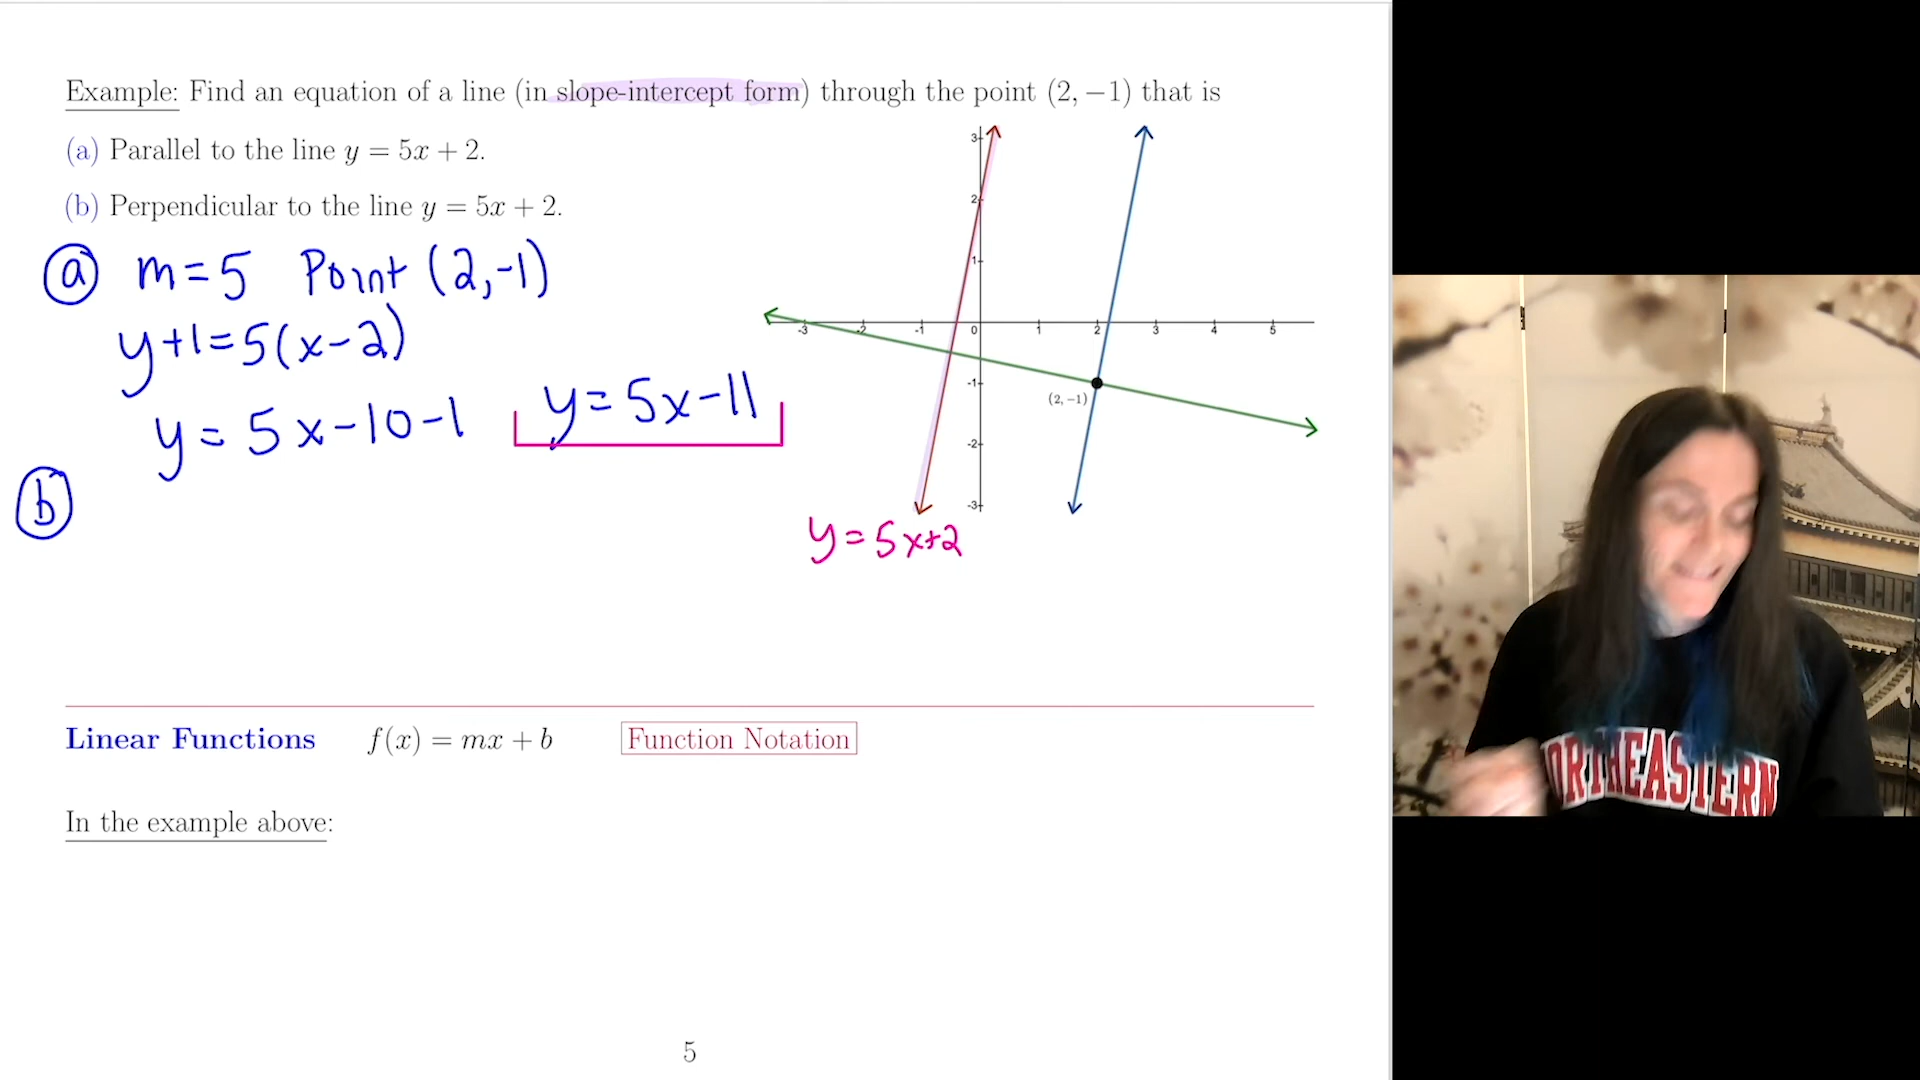 Example: Find an equation of a line (in slope-intercept form) through the point (2, −1) that is
(a) Parallel to the line y = 5x + 2.
(b) Perpendicular to the line y = 5x + 2.
(a) m=5 Point (2,-1)
y+1=5(x-2)
y=5x-10-1 y=5x-11
(b)
3
2
1
-3 -2 -1 0 1 2 3 4 5
-1
(2, −1)
-2
-3
y=5x+2
Linear Functions f(x) = mx + b Function Notation
In the example above:
5
ORTHEASTERN